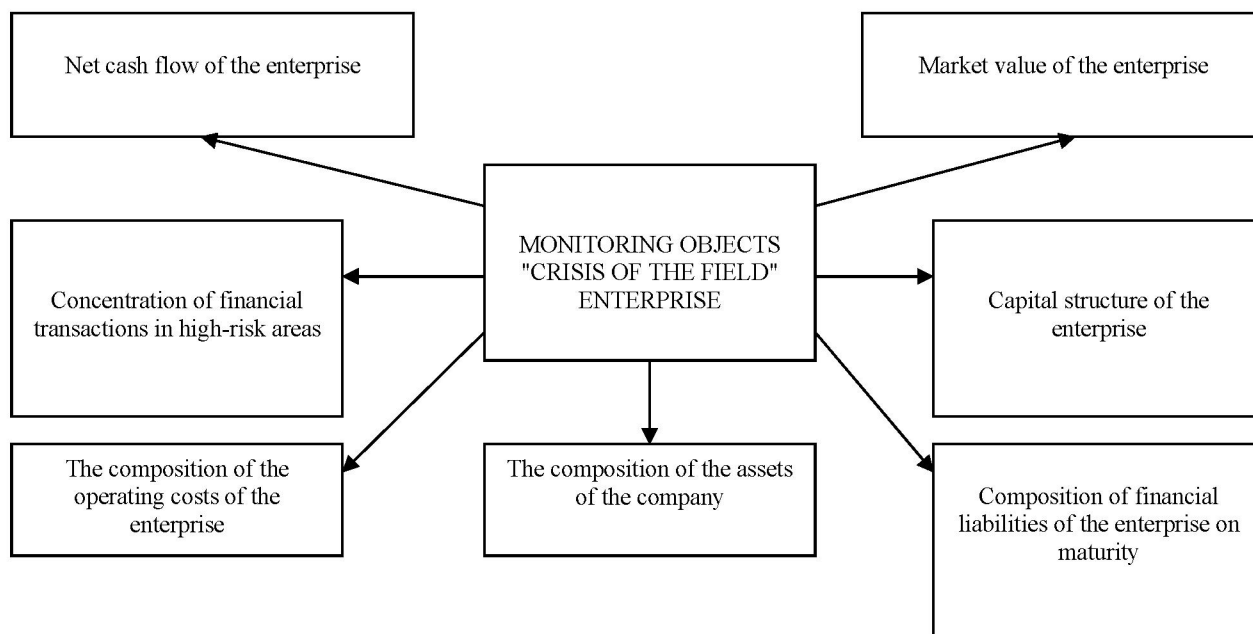 Net cash flow of the enterprise
Market value of the enterprise
MONITORING OBJECTS
"CRISIS OF THE FIELD"
ENTERPRISE
Concentration of financial
transactions in high-risk areas
Capital structure of the
enterprise
The composition of the
operating costs of the
enterprise
The composition of the assets
of the company
Composition of financial
liabilities of the enterprise on
maturity